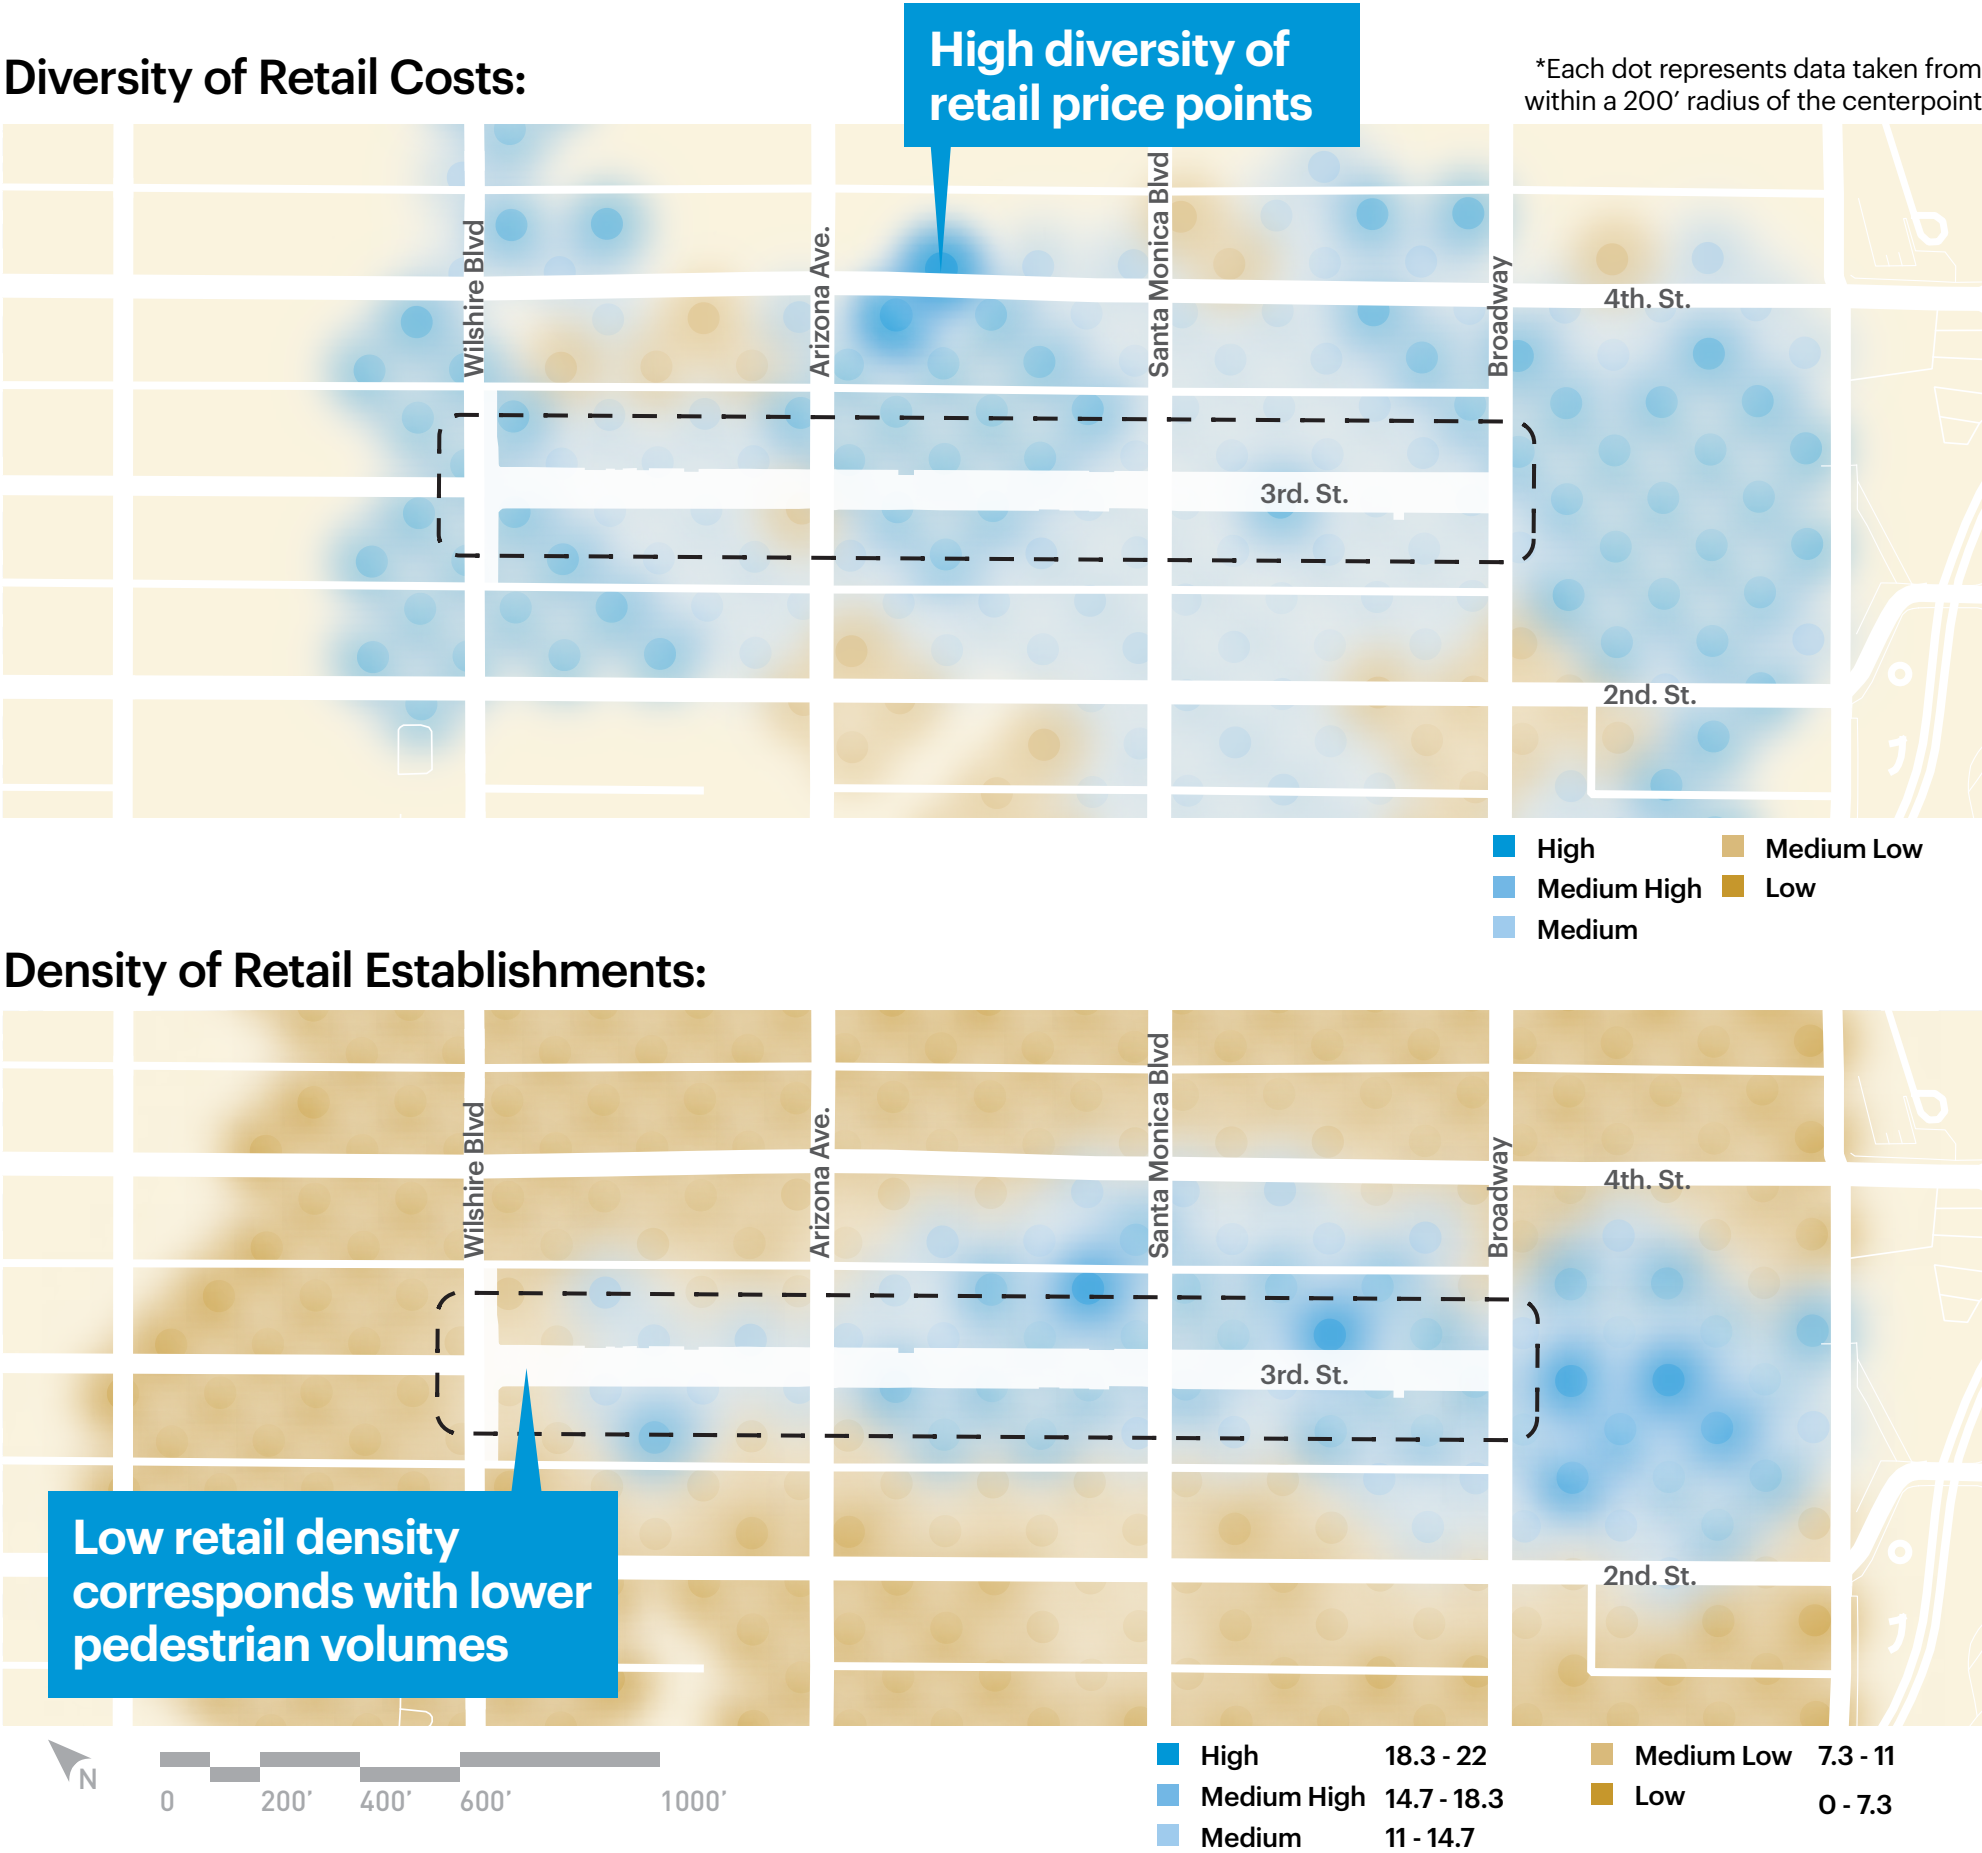 High diversity of
retail price points
Diversity of Retail Costs:
*Each dot represents data taken from
within a 200′ radius of the centerpoint
Wilshire Blvd
Arizona Ave.
Santa Monica Blvd
Broadway
4th. St.
3rd. St.
2nd. St.
High
Medium High
Medium
Medium Low
Low
Density of Retail Establishments:
Wilshire Blvd
Arizona Ave.
Santa Monica Blvd
Broadway
4th. St.
3rd. St.
2nd. St.
Low retail density
corresponds with lower
pedestrian volumes
N
0 200′ 400′ 600′ 1000′
High 18.3 - 22
Medium High 14.7 - 18.3
Medium 11 - 14.7
Medium Low 7.3 - 11
Low 0 - 7.3